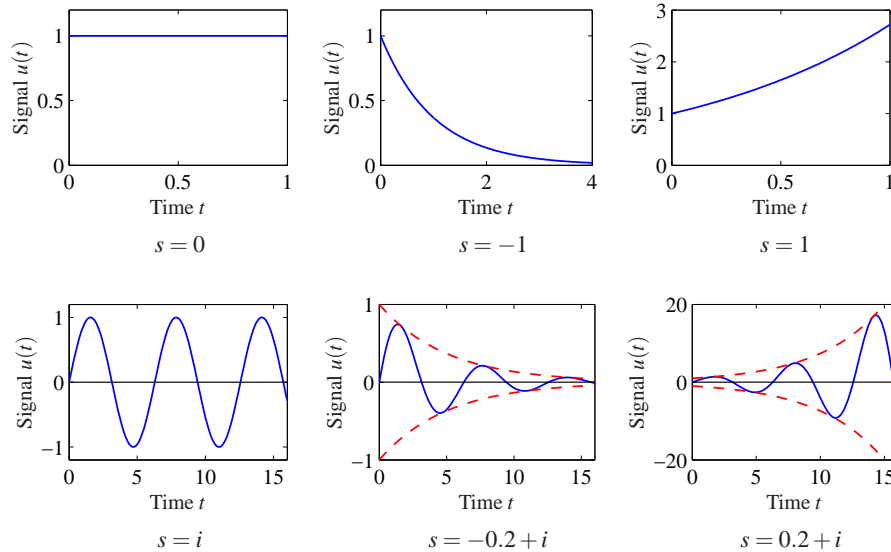 Signal u(t)
1
0.5
0
0
0.5
1
Time t
s = 0
Signal u(t)
1
0.5
0
0
2
4
Time t
s = −1
Signal u(t)
3
2
1
0
0
0.5
1
Time t
s = 1
Signal u(t)
1
0
−1
0
5
10
15
Time t
s = i
Signal u(t)
1
0
−1
0
5
10
15
Time t
s = −0.2 + i
Signal u(t)
20
0
−20
0
5
10
15
Time t
s = 0.2 + i